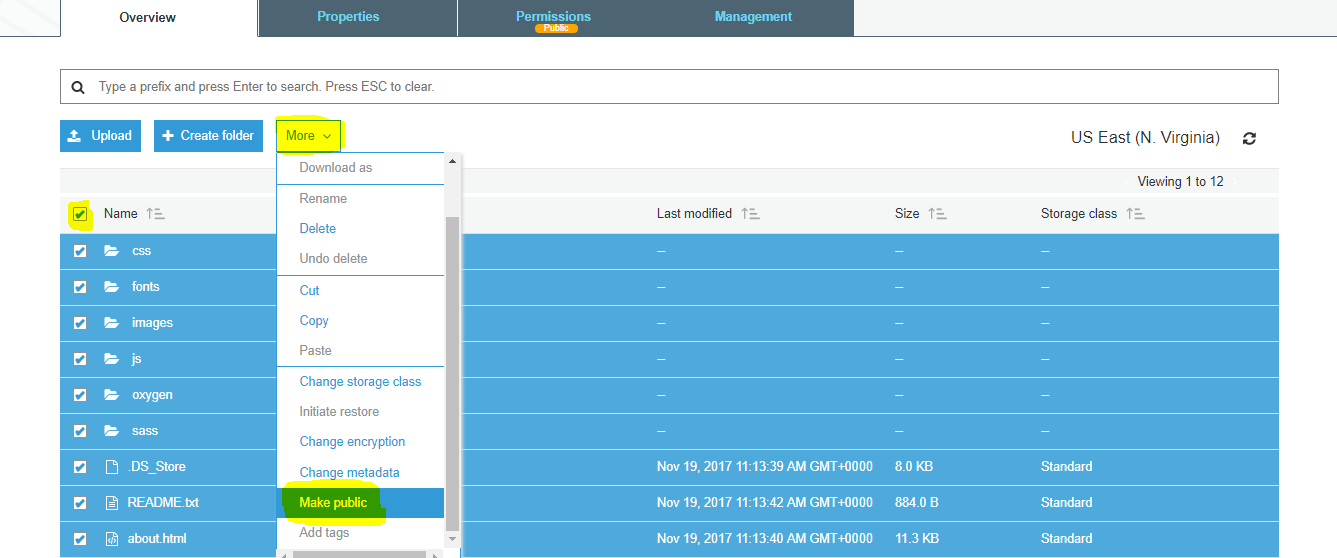 Overview Properties Permissions Management
Public
Type a prefix and press Enter to search. Press ESC to clear.
Upload Create folder More US East (N. Virginia)
Download as
Viewing 1 to 12
Rename
Name Last modified Size Storage class
Delete
css -- -- --
Undo delete
fonts -- -- --
Cut
images Copy -- -- --
Paste
js -- -- --
Change storage class
oxygen -- -- --
Initiate restore
sass -- -- --
Change encryption
.DS_Store Nov 19, 2017 11:13:39 AM GMT+0000 8.0 KB Standard
Change metadata
README.txt Make public Nov 19, 2017 11:13:42 AM GMT+0000 884.0 B Standard
Add tags
about.html Nov 19, 2017 11:13:40 AM GMT+0000 11.3 KB Standard